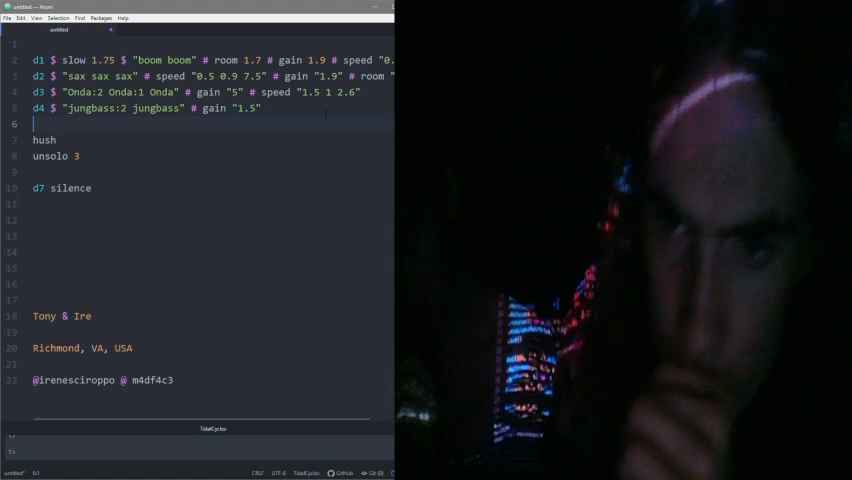 untitled — Atom
File Edit View Selection Find Packages Help
untitled
1
2 d1 $ slow 1.75 $ "boom boom" # room 1.7 # gain 1.9 # speed "0.
3 d2 $ "sax sax sax" # speed "0.5 0.9 7.5" # gain "1.9" # room "
4 d3 $ "Onda:2 Onda:1 Onda" # gain "5" # speed "1.5 1 2.6"
5 d4 $ "jungbass:2 jungbass" # gain "1.5"
6
7 hush
8 unsolo 3
9
10 d7 silence
11
12
13
14
15
16
17
18 Tony & Ire
19
20 Richmond, VA, USA
21
22 @irenesciroppo @ m4df4c3
TidalCycles
t>
t>
untitled* 6:1 CRLF UTF-8 TidalCycles GitHub Git (0)